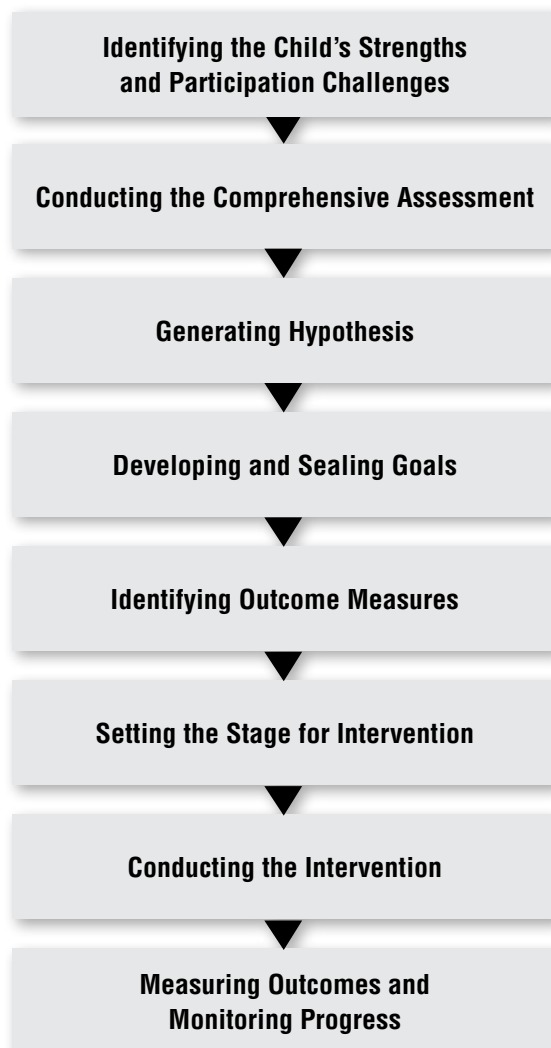 Identifying the Child’s Strengths
and Participation Challenges
Conducting the Comprehensive Assessment
Generating Hypothesis
Developing and Sealing Goals
Identifying Outcome Measures
Setting the Stage for Intervention
Conducting the Intervention
Measuring Outcomes and
Monitoring Progress